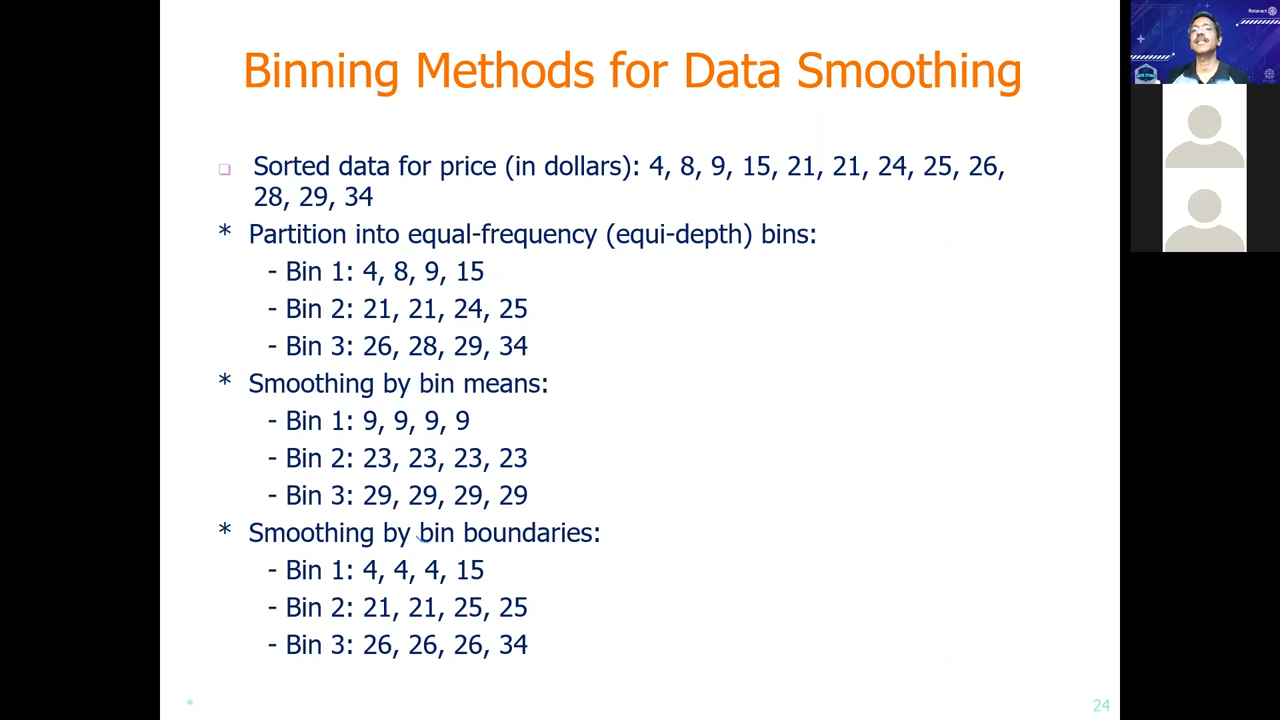 Binning Methods for Data Smoothing
❑ Sorted data for price (in dollars): 4, 8, 9, 15, 21, 21, 24, 25, 26,
28, 29, 34
* Partition into equal-frequency (equi-depth) bins:
- Bin 1: 4, 8, 9, 15
- Bin 2: 21, 21, 24, 25
- Bin 3: 26, 28, 29, 34
* Smoothing by bin means:
- Bin 1: 9, 9, 9, 9
- Bin 2: 23, 23, 23, 23
- Bin 3: 29, 29, 29, 29
* Smoothing by bin boundaries:
- Bin 1: 4, 4, 4, 15
- Bin 2: 21, 21, 25, 25
- Bin 3: 26, 26, 26, 34
* 24
Rotaract